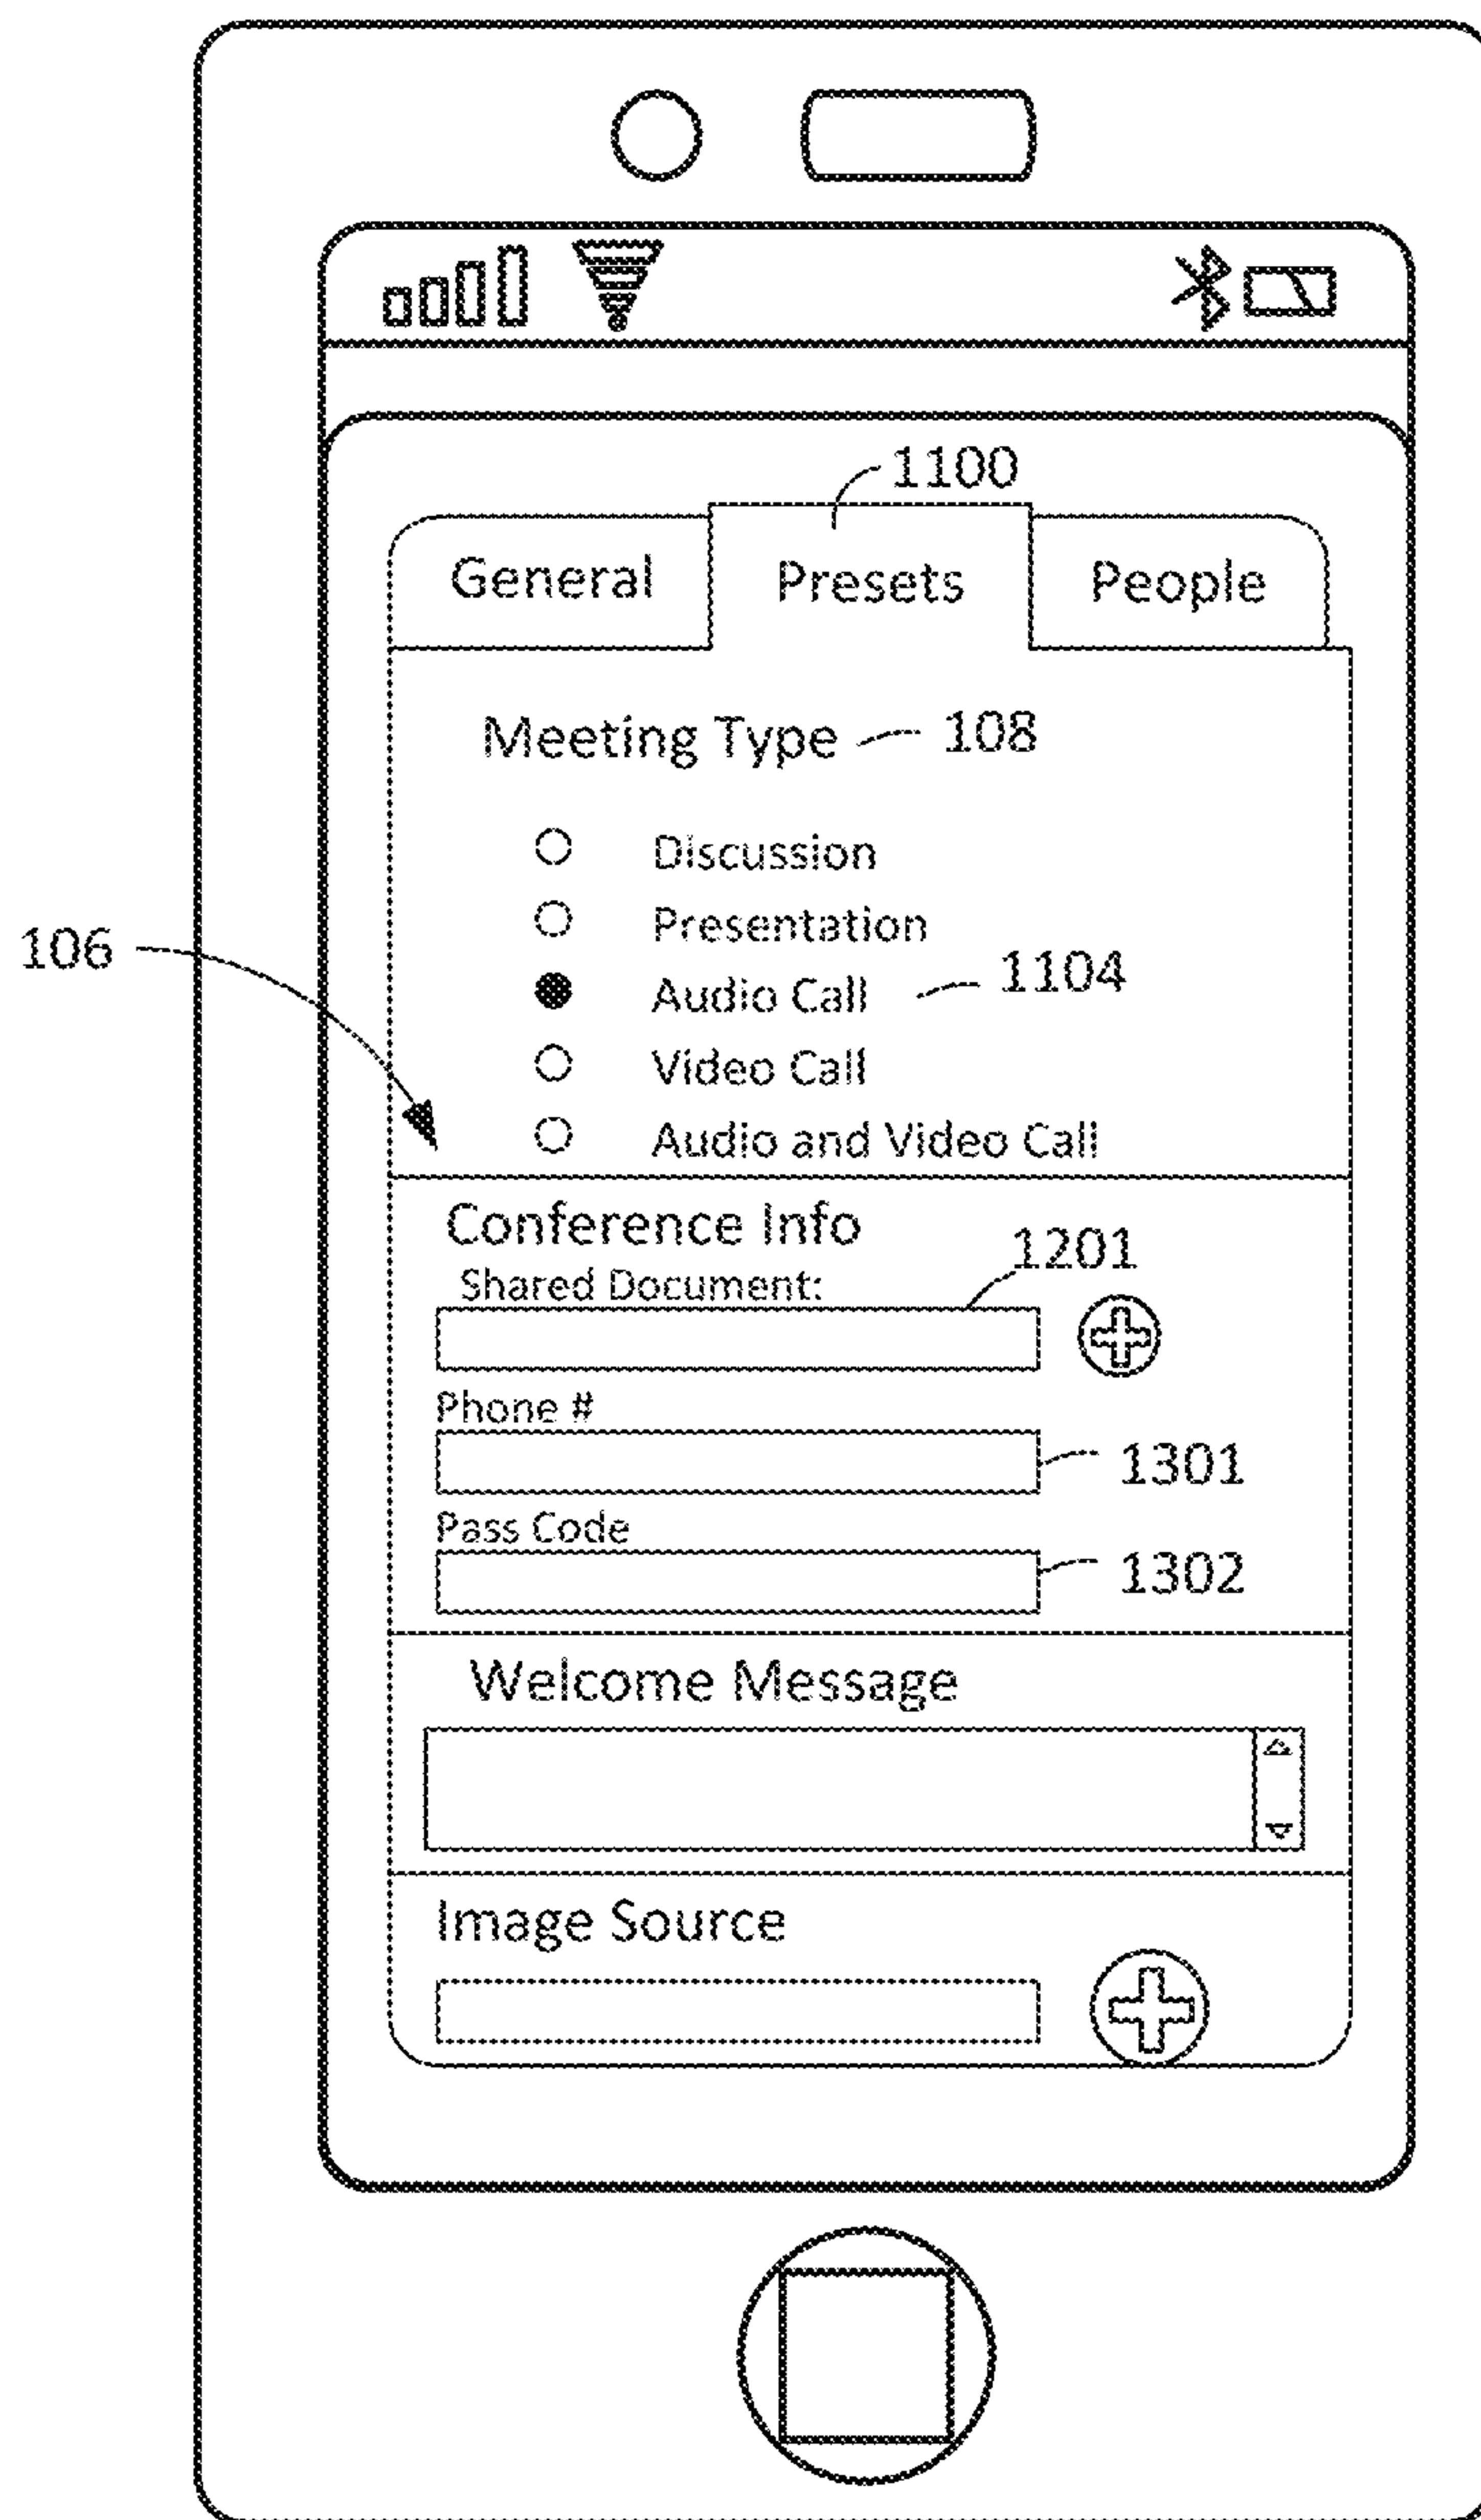 1100
General Presets People
Meeting Type 108
Discussion
Presentation
106
Audio Call 1104
Video Call
Audio and Video Call
Conference Info
1201
Shared Document:
Phone #
1301
Pass Code
1302
Welcome Message
Image Source